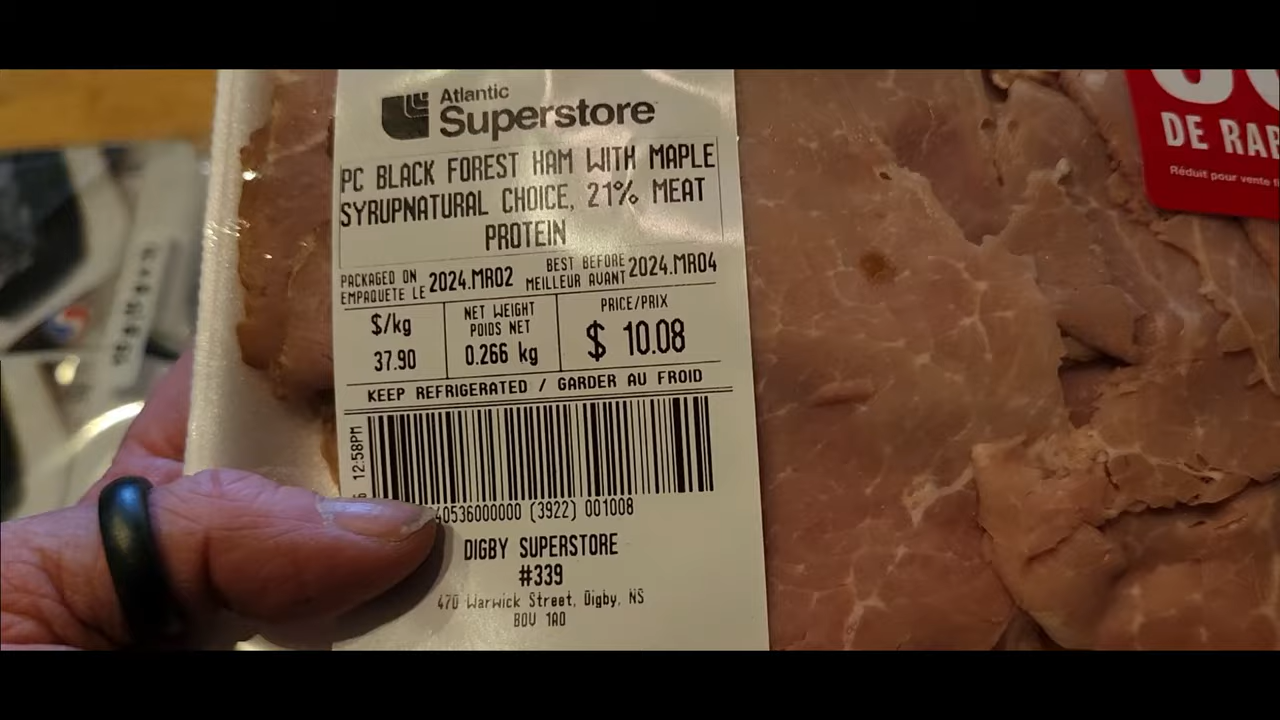 Atlantic
Superstore
PC BLACK FOREST HAM WITH MAPLE
SYRUPNATURAL CHOICE, 21% MEAT
PROTEIN
PACKAGED ON
EMPAQUETE LE
2024.MR02
BEST BEFORE
MEILLEUR AVANT
2024.MR04
$/kg
37.90
NET WEIGHT
POIDS NET
0.266 kg
PRICE/PRIX
$ 10.08
KEEP REFRIGERATED / GARDER AU FROID
12:58PM
40536000000 (3922) 001008
DIGBY SUPERSTORE
#339
470 Warwick Street, Digby, NS
B0V 1A0
DE RAB
Réduit pour vente